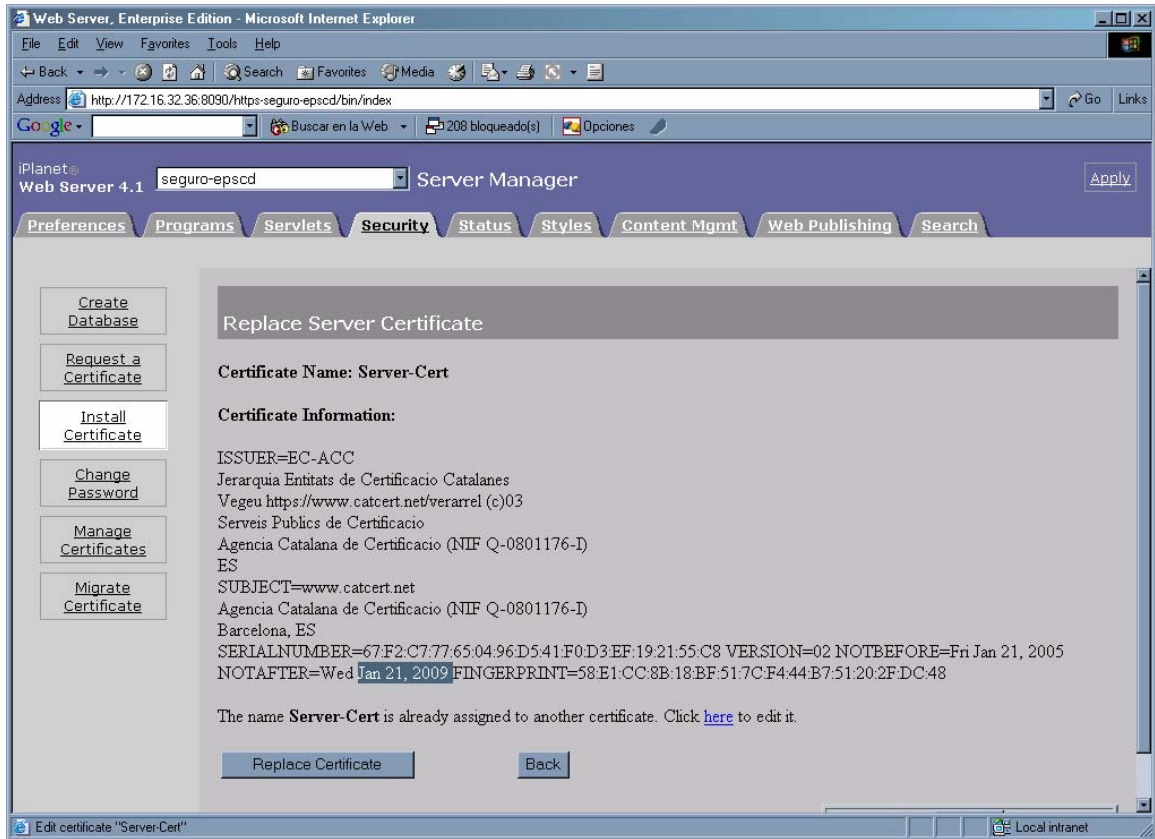 Web Server, Enterprise Edition - Microsoft Internet Explorer
File Edit View Favorites Tools Help
Back Search Favorites Media
Address http://172.16.32.36:8090/https-seguro-epscd/bin/index Go Links
Google Buscar en la Web 208 bloqueado(s) Opciones
iPlanet
Web Server 4.1 seguro-epscd Server Manager Apply
Preferences Programs Servlets Security Status Styles Content Mgmt Web Publishing Search
Create
Database
Request a
Certificate
Install
Certificate
Change
Password
Manage
Certificates
Migrate
Certificate
Replace Server Certificate
Certificate Name: Server-Cert
Certificate Information:
ISSUER=EC-ACC
Jerarquia Entitats de Certificacio Catalanes
Vegeu https://www.catcert.net/verarrel (c)03
Serveis Publics de Certificacio
Agencia Catalana de Certificacio (NIF Q-0801176-I)
ES
SUBJECT=www.catcert.net
Agencia Catalana de Certificacio (NIF Q-0801176-I)
Barcelona, ES
SERIALNUMBER=67:F2:C7:77:65:04:96:D5:41:F0:D3:EF:19:21:55:C8 VERSION=02 NOTBEFORE=Fri Jan 21, 2005
NOTAFTER=Wed Jan 21, 2009 FINGERPRINT=58:E1:CC:8B:18:BF:51:7C:F4:44:B7:51:20:2F:DC:48
The name Server-Cert is already assigned to another certificate. Click here to edit it.
Replace Certificate Back
Edit certificate "Server-Cert" Local intranet